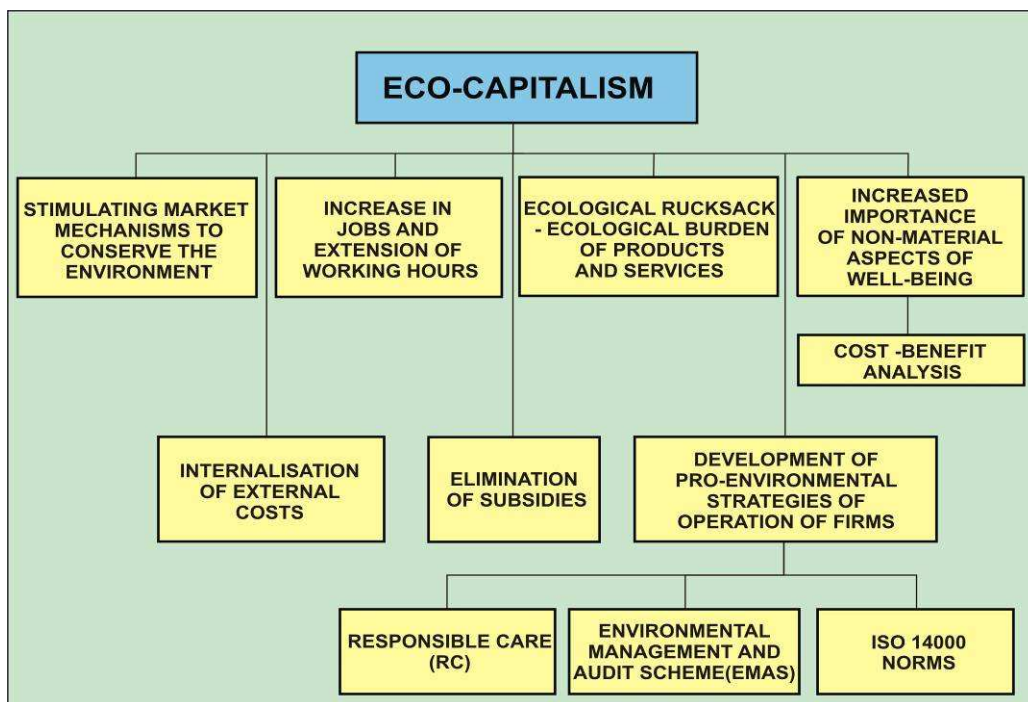 ECO-CAPITALISM
STIMULATING MARKET
MECHANISMS TO
CONSERVE THE
ENVIRONMENT
INCREASE IN
JOBS AND
EXTENSION OF
WORKING HOURS
ECOLOGICAL RUCKSACK
- ECOLOGICAL BURDEN
OF PRODUCTS
AND SERVICES
INCREASED
IMPORTANCE
OF NON-MATERIAL
ASPECTS OF
WELL-BEING
COST -BENEFIT
ANALYSIS
INTERNALISATION
OF EXTERNAL
COSTS
ELIMINATION
OF SUBSIDIES
DEVELOPMENT OF
PRO-ENVIRONMENTAL
STRATEGIES OF
OPERATION OF FIRMS
RESPONSIBLE CARE
(RC)
ENVIRONMENTAL
MANAGEMENT AND
AUDIT SCHEME(EMAS)
ISO 14000
NORMS